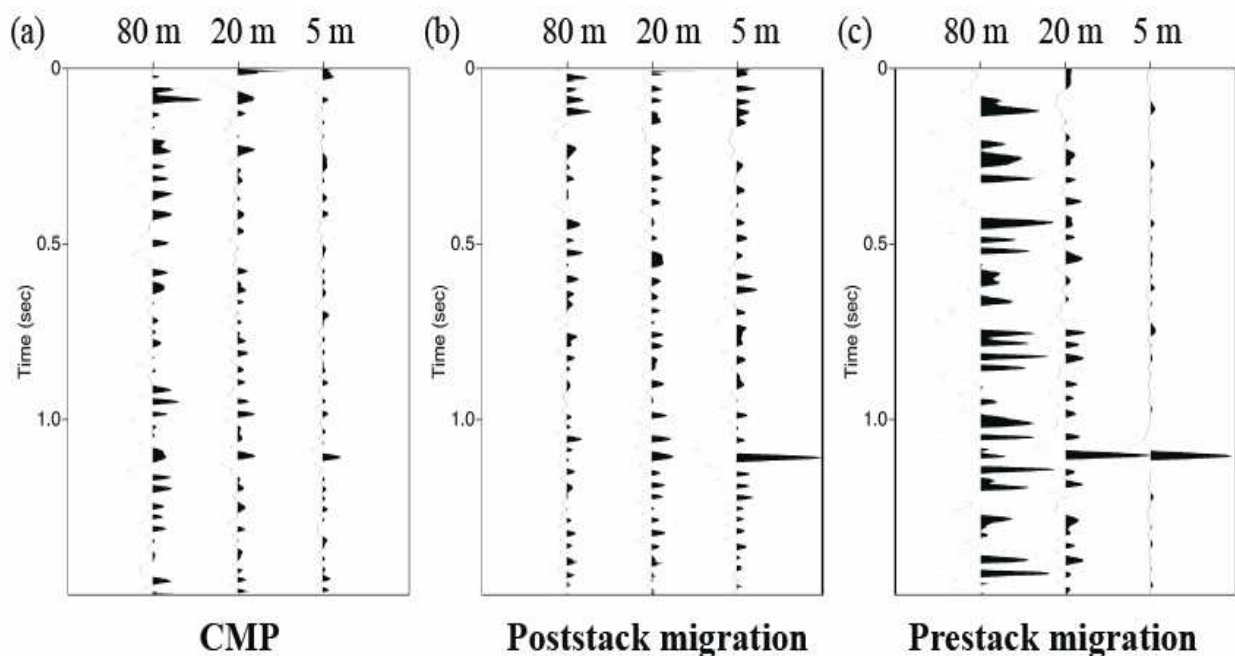 (a) 80 m 20 m 5 m (b) 80 m 20 m 5 m (c) 80 m 20 m 5 m
0 0 0
0.5 0.5 0.5
Time (sec) Time (sec) Time (sec)
1.0 1.0 1.0
CMP Poststack migration Prestack migration